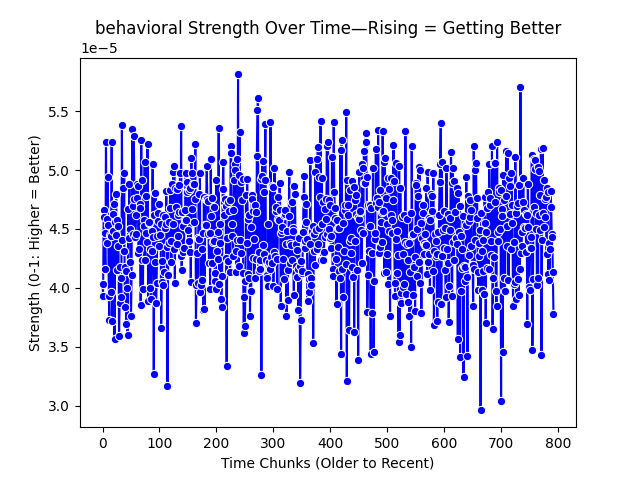 behavioral Strength Over Time—Rising = Getting Better
1e−5
5.5
5.0
4.5
4.0
3.5
3.0
Strength (0-1: Higher = Better)
0 100 200 300 400 500 600 700 800
Time Chunks (Older to Recent)